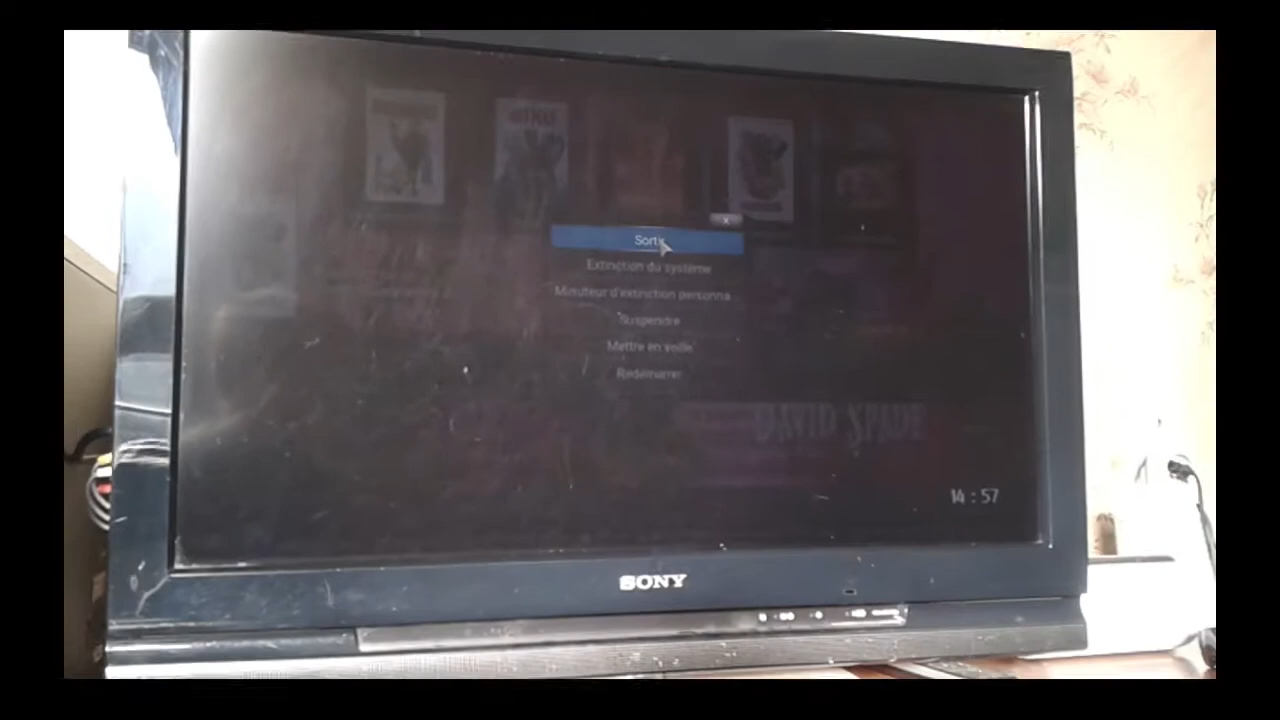 x
Sortir
Extinction du système
Minuteur d'extinction personna
Suspendre
Mettre en veille
Redémarrer
DAVID SPADE
14 : 57
SONY